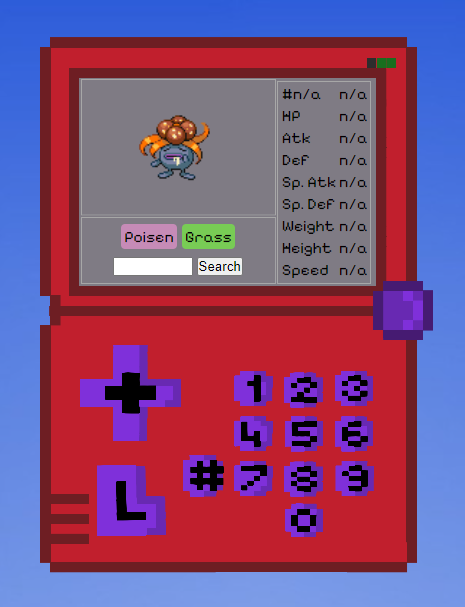 #n/a n/a
HP n/a
Atk n/a
Def n/a
Sp. Atk n/a
Sp. Def n/a
Weight n/a
Height n/a
Speed n/a
Poisen Grass
Search
1 2 3
4 5 6
# 7 8 9
L
0